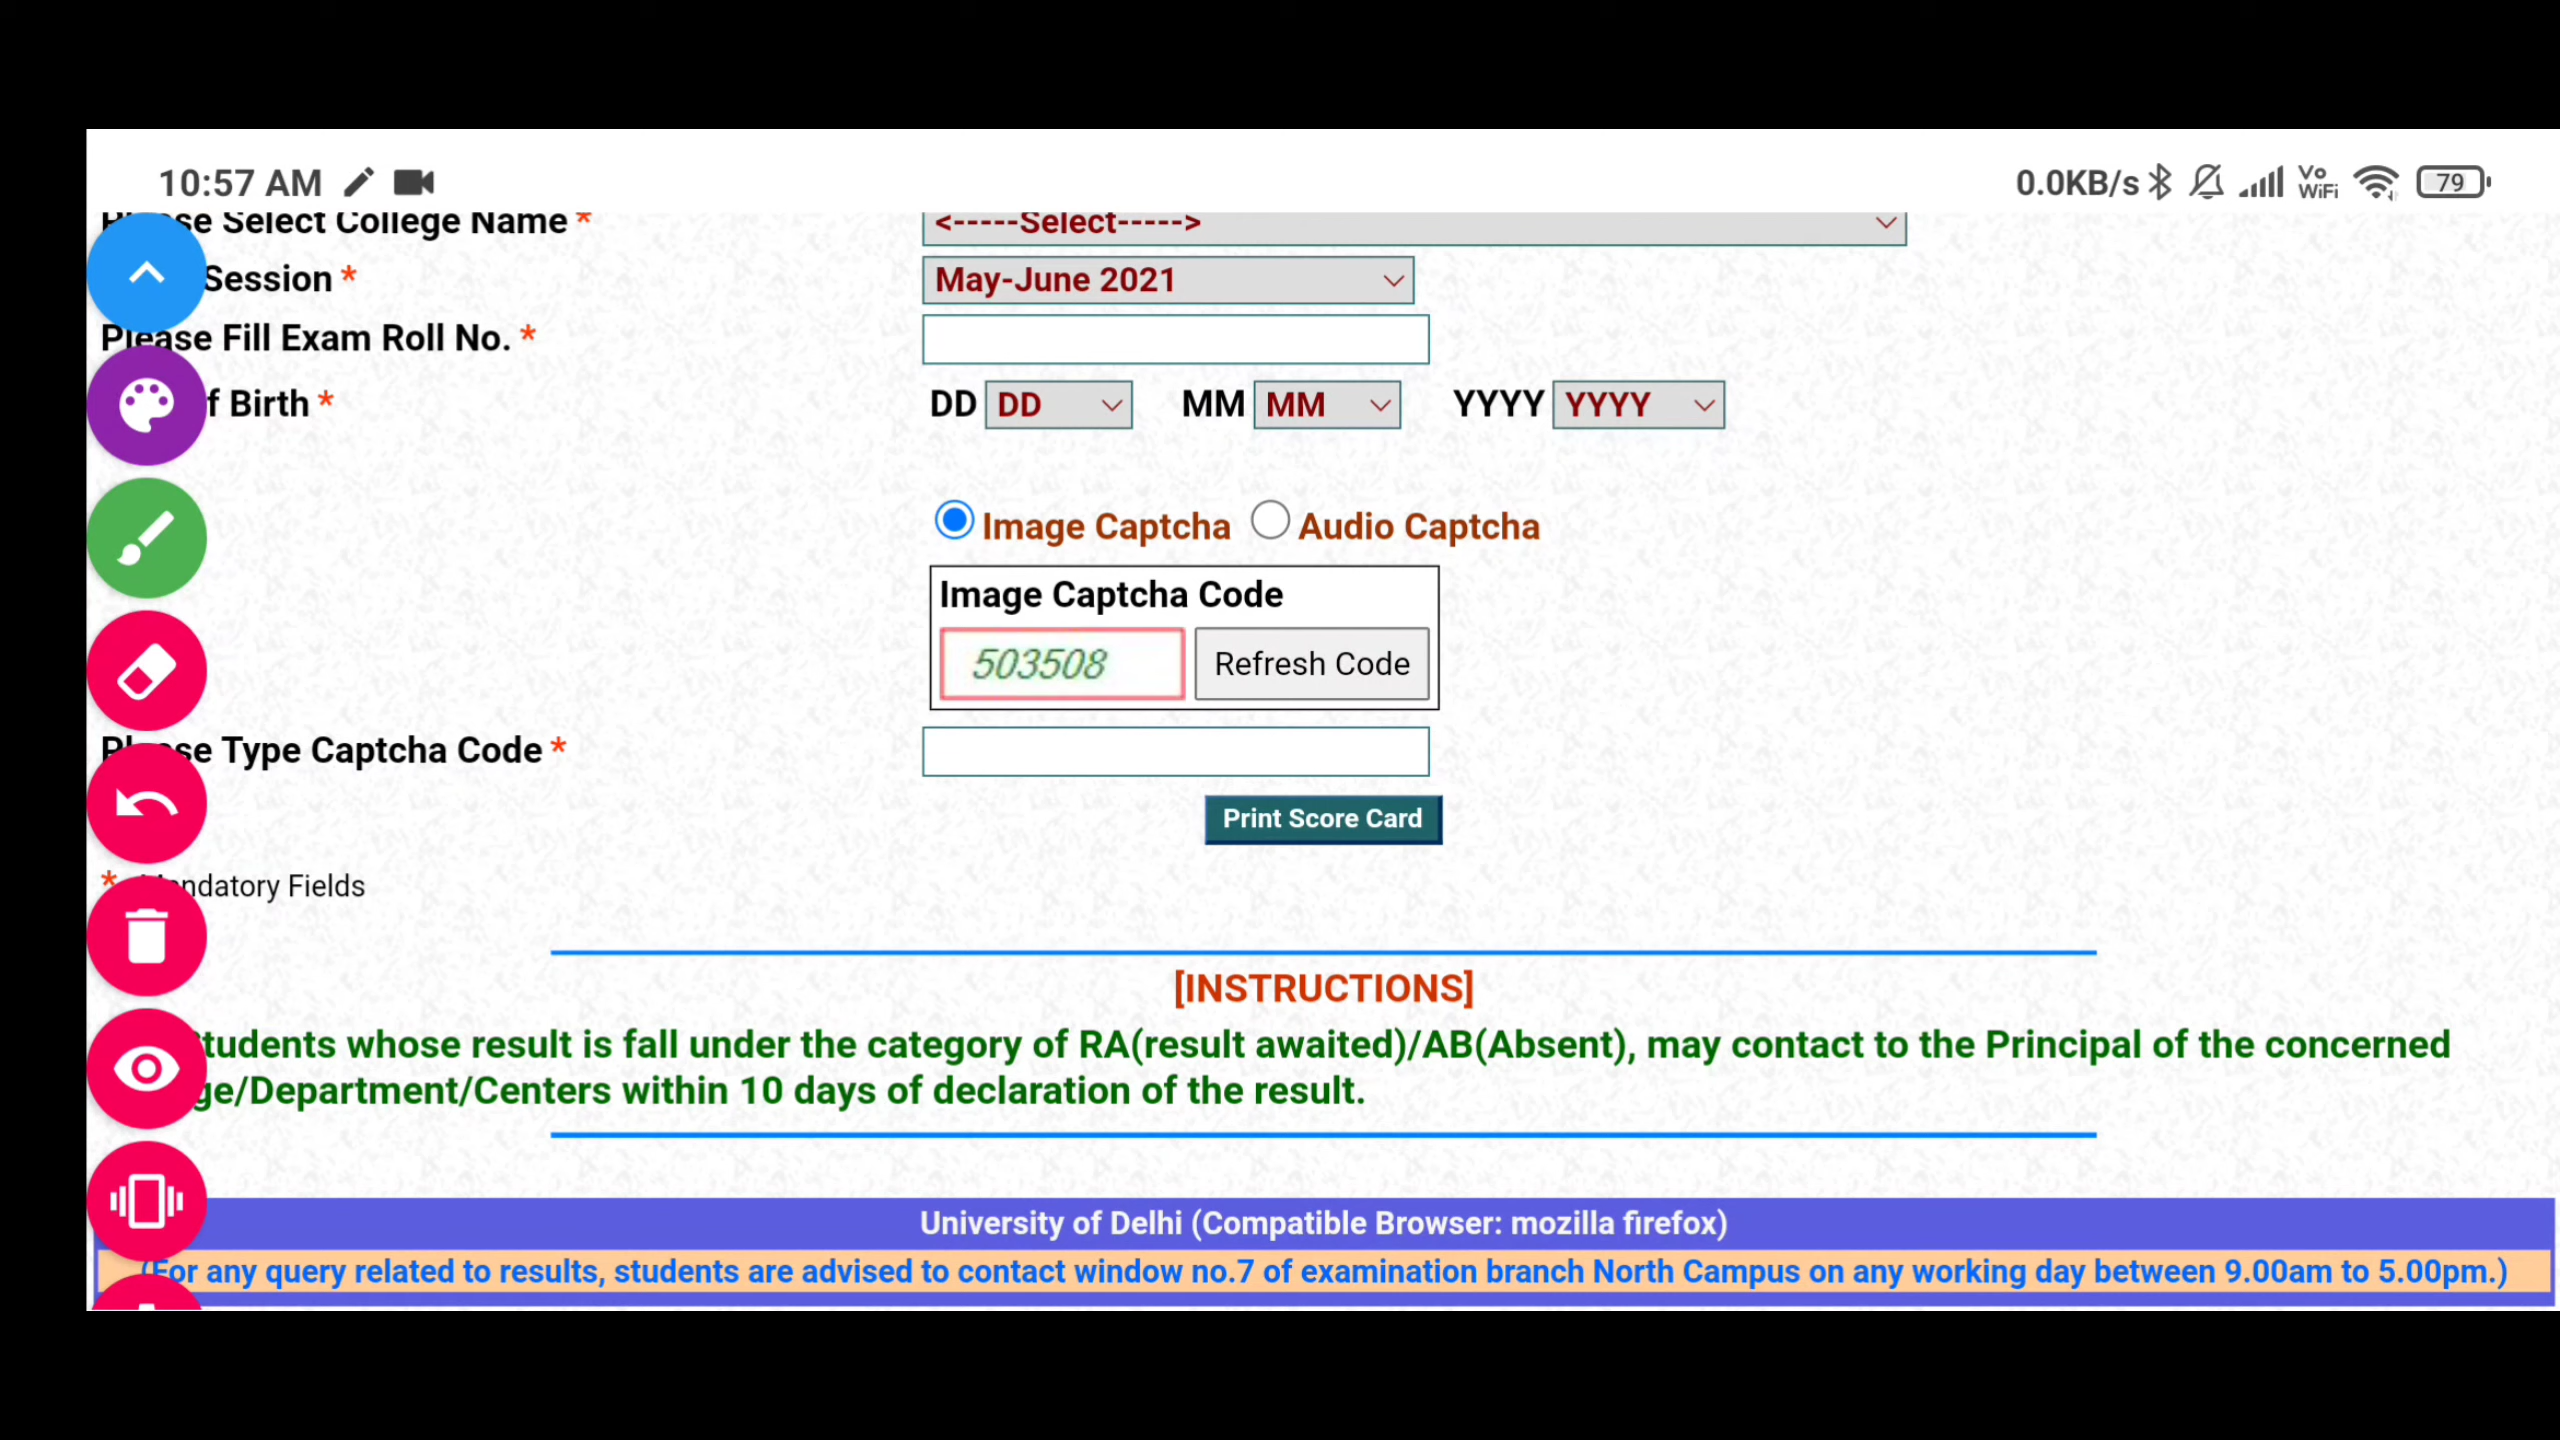 10:57 AM 0.0KB/s Vo WiFi 79
Select College Name * <-----Select----->
Session * May-June 2021
Please Fill Exam Roll No. *
f Birth * DD DD MM MM YYYY YYYY
Image Captcha Audio Captcha
Image Captcha Code
503508 Refresh Code
Type Captcha Code *
Print Score Card
* Mandatory Fields
[INSTRUCTIONS]
tudents whose result is fall under the category of RA(result awaited)/AB(Absent), may contact to the Principal of the concerned
ge/Department/Centers within 10 days of declaration of the result.
University of Delhi (Compatible Browser: mozilla firefox)
(For any query related to results, students are advised to contact window no.7 of examination branch North Campus on any working day between 9.00am to 5.00pm.)